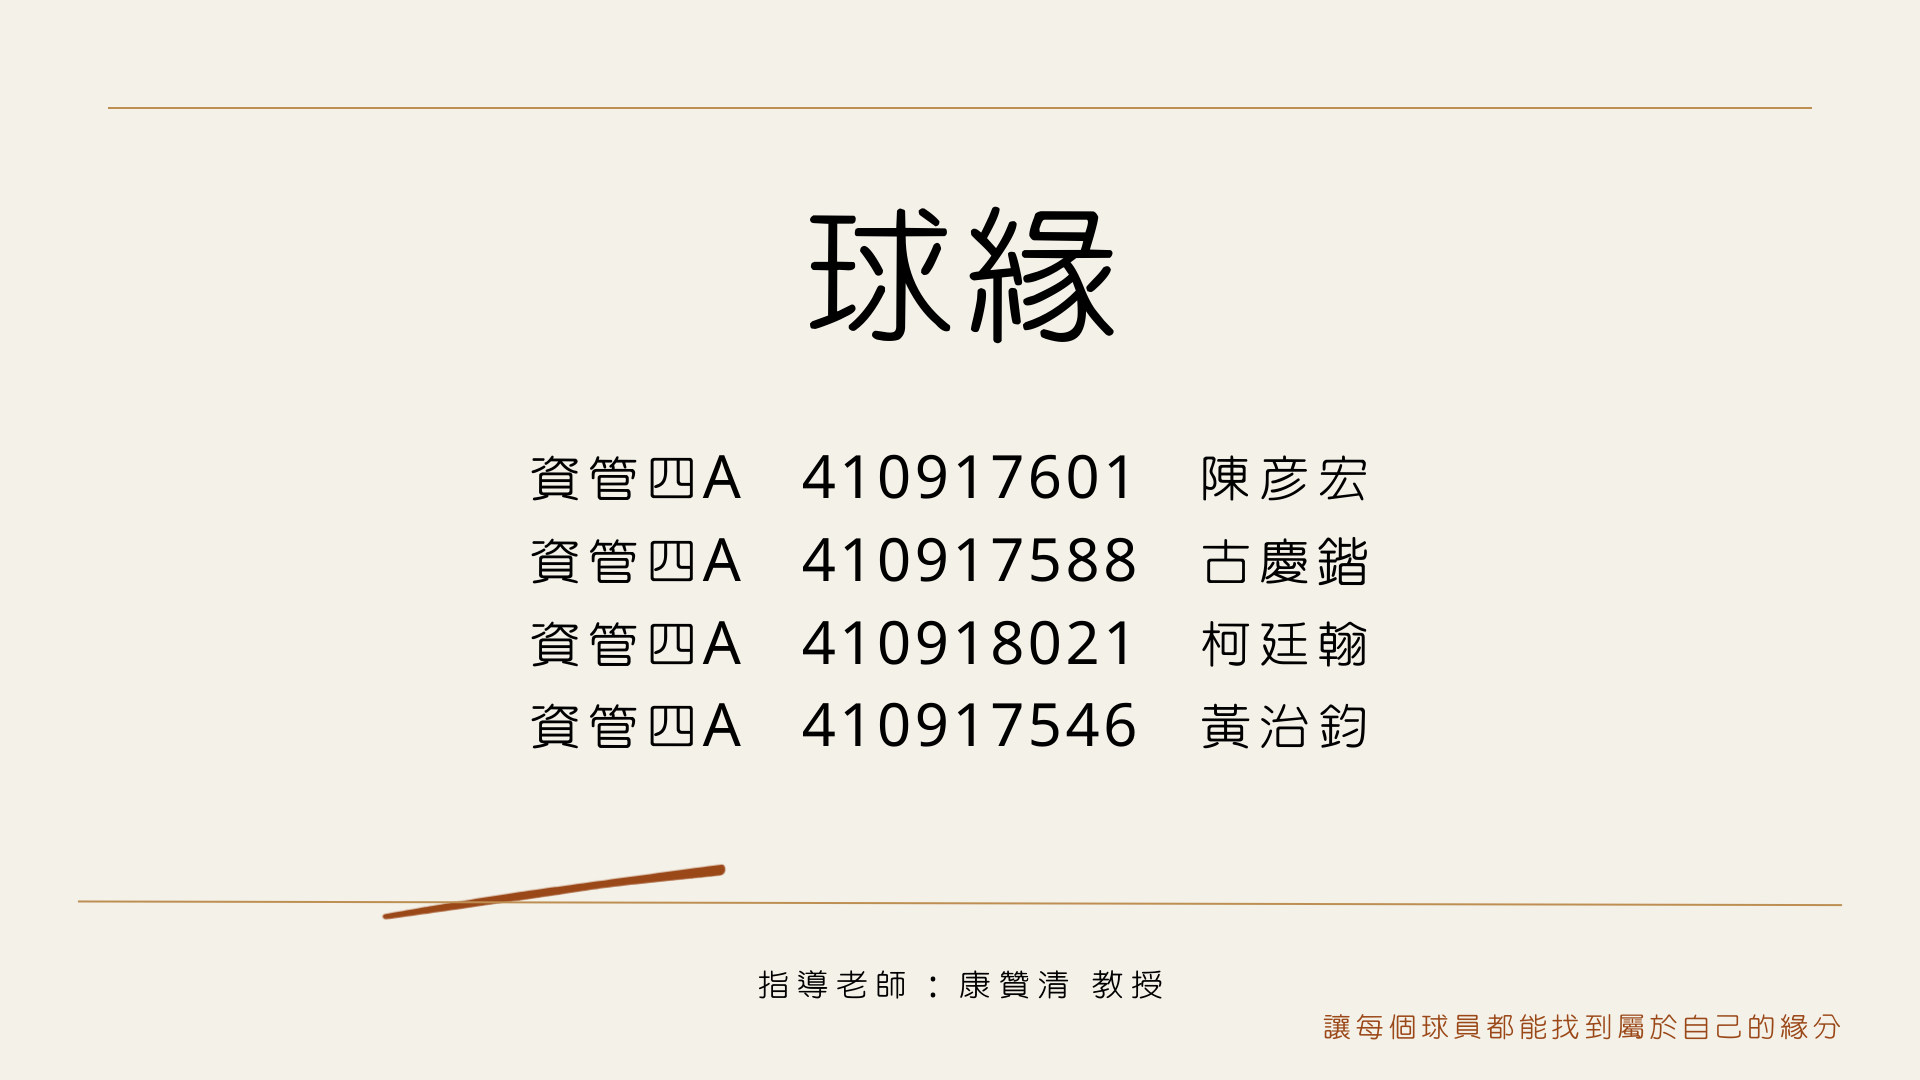 球緣
資管四A 410917601 陳彥宏
資管四A 410917588 古慶鍇
資管四A 410918021 柯廷翰
資管四A 410917546 黃治鈞
指導老師：康贊清 教授
讓每個球員都能找到屬於自己的緣分